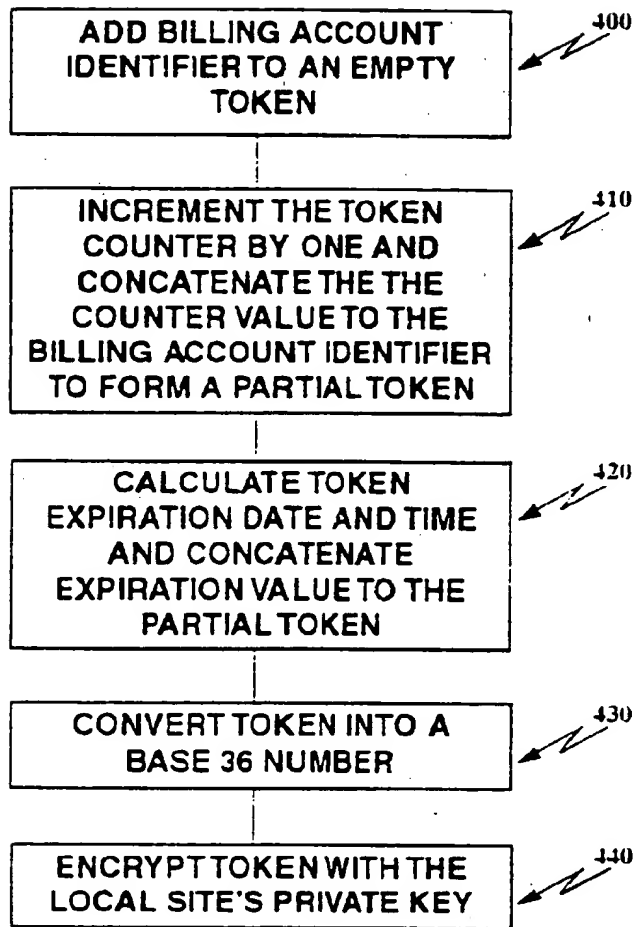 ADD BILLING ACCOUNT
IDENTIFIER TO AN EMPTY
TOKEN
400
INCREMENT THE TOKEN
COUNTER BY ONE AND
CONCATENATE THE THE
COUNTER VALUE TO THE
BILLING ACCOUNT IDENTIFIER
TO FORM A PARTIAL TOKEN
410
CALCULATE TOKEN
EXPIRATION DATE AND TIME
AND CONCATENATE
EXPIRATION VALUE TO THE
PARTIAL TOKEN
420
CONVERT TOKEN INTO A
BASE 36 NUMBER
430
ENCRYPT TOKEN WITH THE
LOCAL SITE'S PRIVATE KEY
440